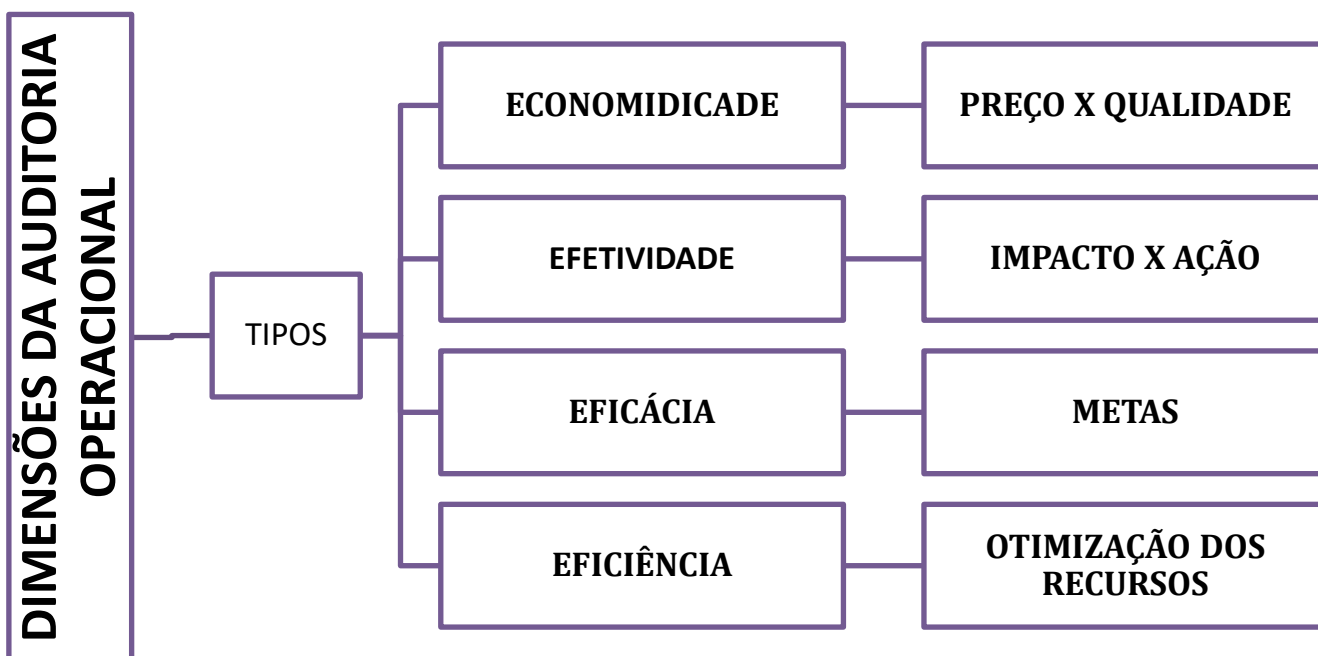 DIMENSÕES DA AUDITORIA
OPERACIONAL
TIPOS
ECONOMIDICADE
PREÇO X QUALIDADE
EFETIVIDADE
IMPACTO X AÇÃO
EFICÁCIA
METAS
EFICIÊNCIA
OTIMIZAÇÃO DOS
RECURSOS